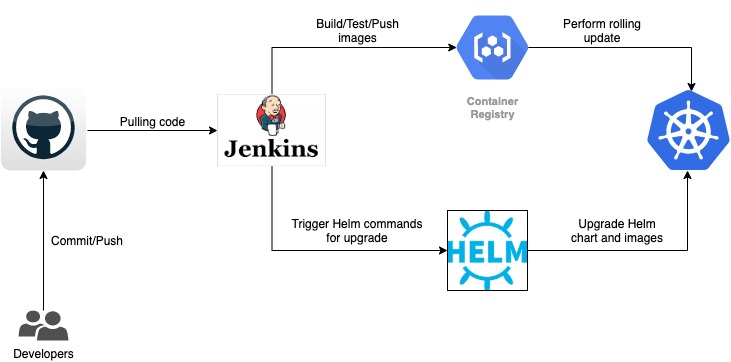 Build/Test/Push
images
Perform rolling
update
Container
Registry
Pulling code
Jenkins
Trigger Helm commands
for upgrade
HELM
Upgrade Helm
chart and images
Commit/Push
Developers